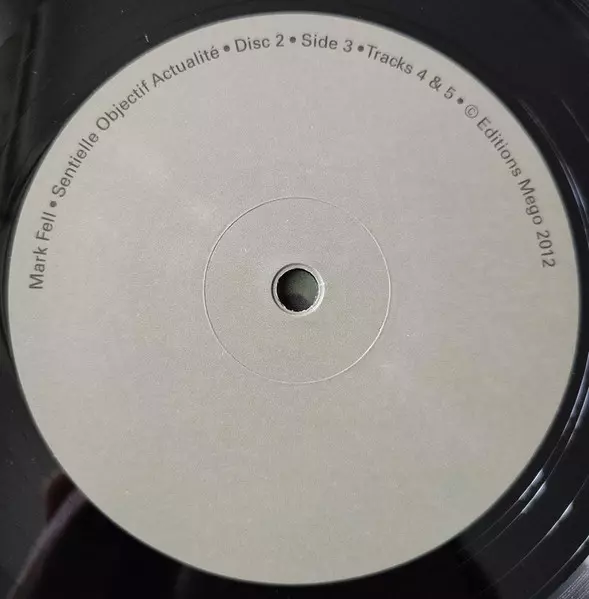 Mark Fell • Sentielle Objectif Actualité • Disc 2 • Side 3 • Tracks 4 & 5 • © Editions Mego 2012